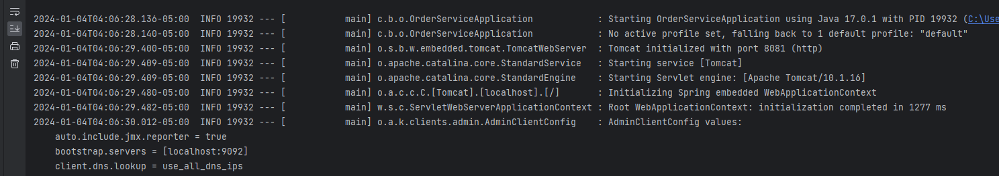 2024-01-04T04:06:28.136-05:00  INFO 19932 --- [           main] c.b.o.OrderServiceApplication            : Starting OrderServiceApplication using Java 17.0.1 with PID 19932 (C:\Use
2024-01-04T04:06:28.140-05:00  INFO 19932 --- [           main] c.b.o.OrderServiceApplication            : No active profile set, falling back to 1 default profile: "default"
2024-01-04T04:06:29.400-05:00  INFO 19932 --- [           main] o.s.b.w.embedded.tomcat.TomcatWebServer  : Tomcat initialized with port 8081 (http)
2024-01-04T04:06:29.409-05:00  INFO 19932 --- [           main] o.apache.catalina.core.StandardService   : Starting service [Tomcat]
2024-01-04T04:06:29.409-05:00  INFO 19932 --- [           main] o.apache.catalina.core.StandardEngine    : Starting Servlet engine: [Apache Tomcat/10.1.16]
2024-01-04T04:06:29.480-05:00  INFO 19932 --- [           main] o.a.c.c.C.[Tomcat].[localhost].[/]       : Initializing Spring embedded WebApplicationContext
2024-01-04T04:06:29.482-05:00  INFO 19932 --- [           main] w.s.c.ServletWebServerApplicationContext : Root WebApplicationContext: initialization completed in 1277 ms
2024-01-04T04:06:30.012-05:00  INFO 19932 --- [           main] o.a.k.clients.admin.AdminClientConfig    : AdminClientConfig values:
    auto.include.jmx.reporter = true
    bootstrap.servers = [localhost:9092]
    client.dns.lookup = use_all_dns_ips